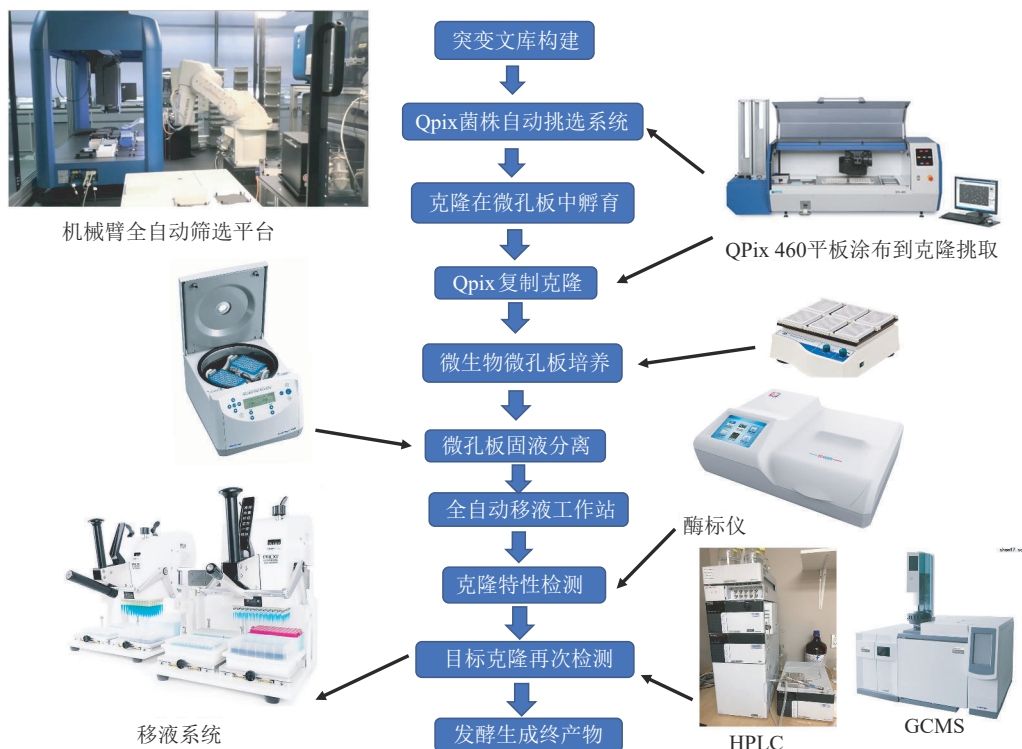 突变文库构建
Qpix菌株自动挑选系统
克隆在微孔板中孵育
Qpix复制克隆
微生物微孔板培养
微孔板固液分离
全自动移液工作站
克隆特性检测
目标克隆再次检测
发酵生成终产物
机械臂全自动筛选平台
QPix 460平板涂布到克隆挑取
酶标仪
移液系统
HPLC
GCMS